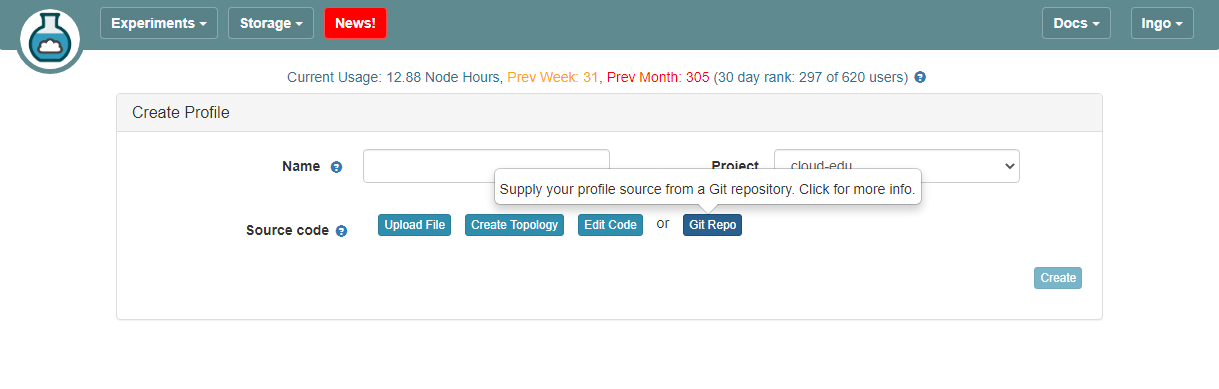 Experiments Storage News! Docs Ingo
Current Usage: 12.88 Node Hours, Prev Week: 31, Prev Month: 305 (30 day rank: 297 of 620 users)
Create Profile
Name Project cloud-edu
Supply your profile source from a Git repository. Click for more info.
Source code Upload File Create Topology Edit Code or Git Repo
Create